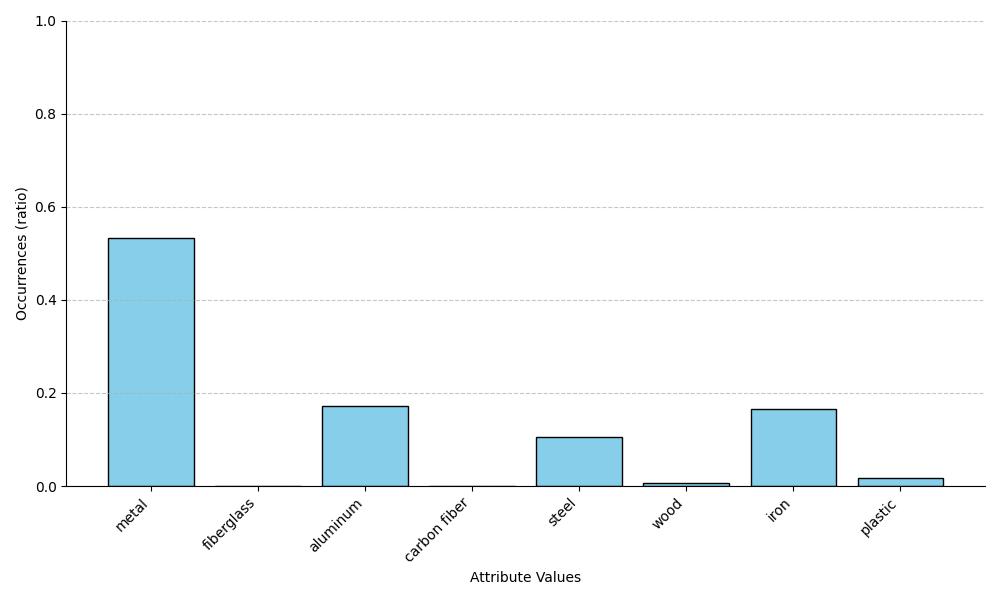 1.0
0.8
0.6
0.4
0.2
0.0
Occurrences (ratio)
metal
fiberglass
aluminum
carbon fiber
steel
wood
iron
plastic
Attribute Values